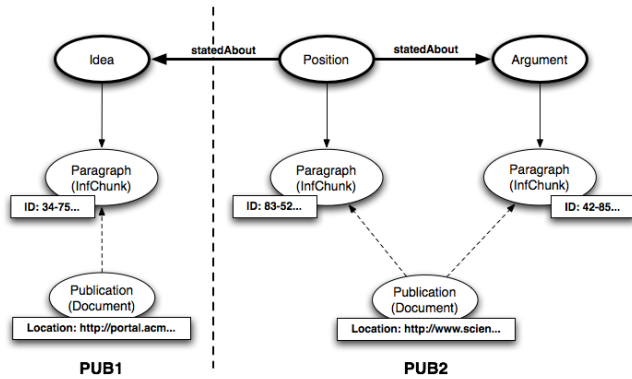 statedAbout
statedAbout
Idea
Position
Argument
Paragraph
(InfChunk)
ID: 34-75...
Paragraph
(InfChunk)
ID: 83-52...
Paragraph
(InfChunk)
ID: 42-85...
Publication
(Document)
Location: http://portal.acm...
Publication
(Document)
Location: http://www.scien...
PUB1
PUB2